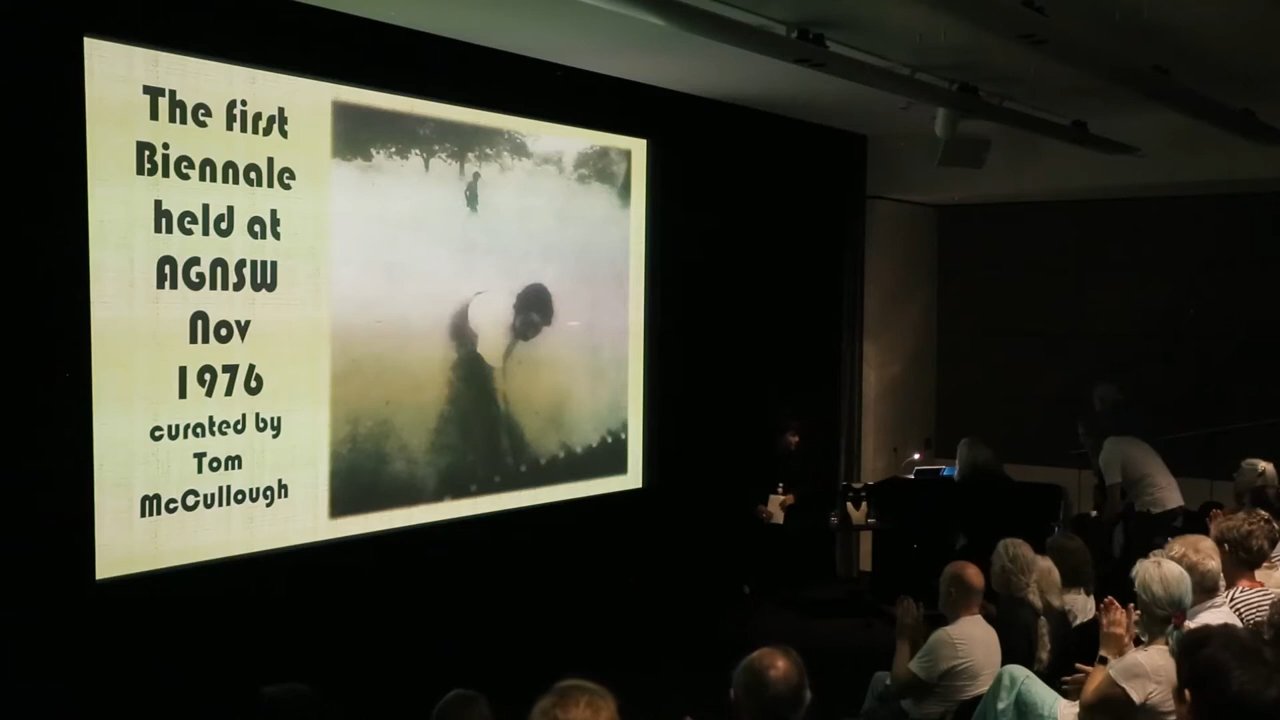 The first
Biennale
held at
AGNSW
Nov
1976
curated by
Tom
McCullough